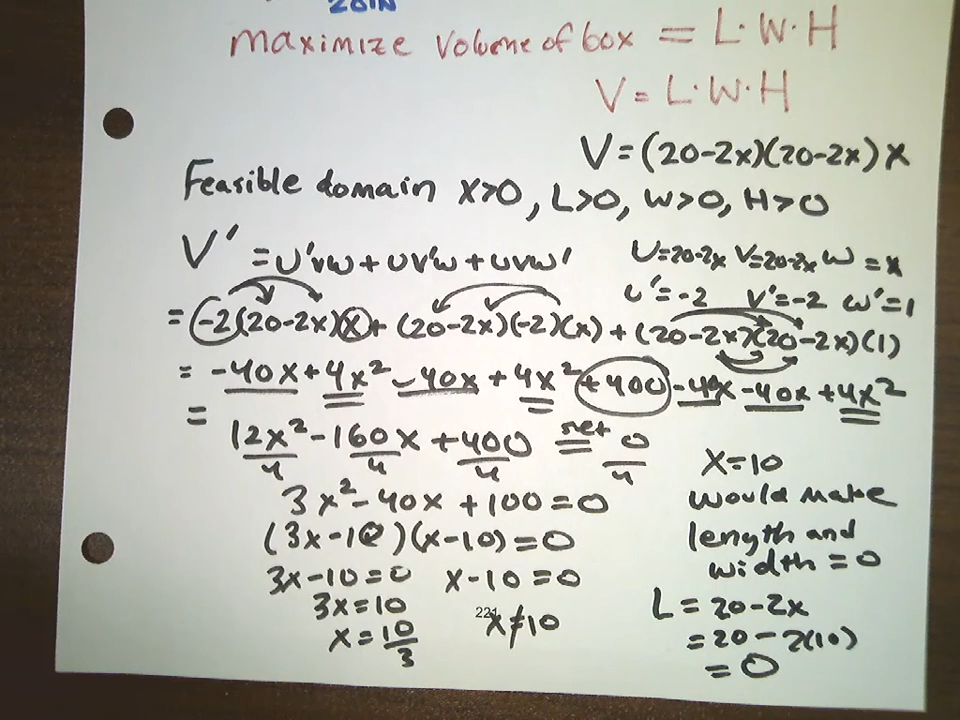 20IN
maximize volume of box = L·W·H
V = L·W·H
V = (20-2x)(20-2x)x
Feasible domain x>0, L>0, W>0, H>0
V' = u'vw + uv'w + uvw' U=20-2x V=20-2x W=x
u'=-2 v'=-2 w'=1
= -2(20-2x)x + (20-2x)(-2)(x) + (20-2x)(20-2x)(1)
= -40x + 4x² - 40x + 4x² + 400 - 40x - 40x + 4x²
= 12x²/4 - 160x/4 + 400/4 set = 0/4
3x² - 40x + 100 = 0
(3x-10)(x-10) = 0
3x-10=0 x-10=0
3x=10 x≠10
x=10/3
221
X=10
would make
length and
width = 0
L = 20-2x
= 20-2(10)
= 0